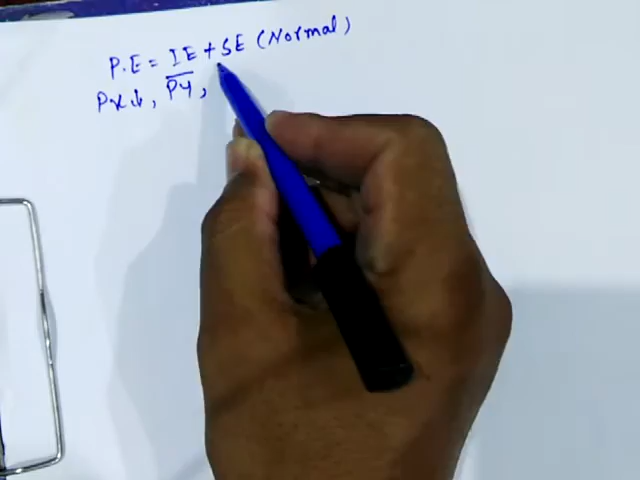 P.E = IE + SE (Normal)
Px↓, P̅y,